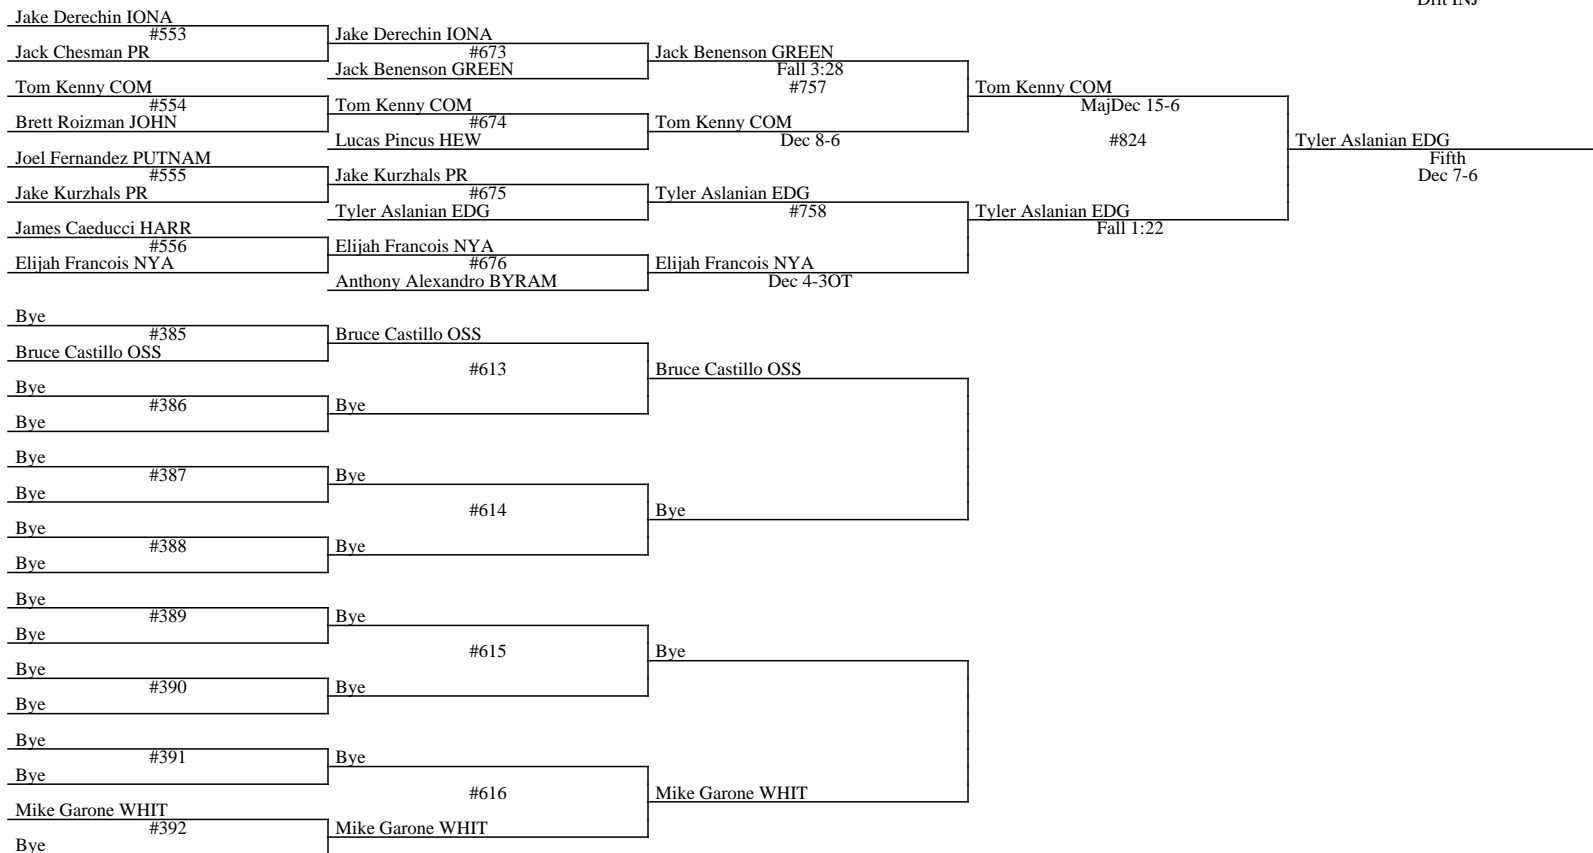 Dflt INJ
Jake Derechin IONA
#553
Jack Chesman PR
Tom Kenny COM
#554
Brett Roizman JOHN
Joel Fernandez PUTNAM
#555
Jake Kurzhals PR
James Caeducci HARR
#556
Elijah Francois NYA
Jake Derechin IONA
#673
Jack Benenson GREEN
Tom Kenny COM
#674
Lucas Pincus HEW
Jake Kurzhals PR
#675
Tyler Aslanian EDG
Elijah Francois NYA
#676
Anthony Alexandro BYRAM
Jack Benenson GREEN
Fall 3:28
#757
Tom Kenny COM
Dec 8-6
Tyler Aslanian EDG
#758
Elijah Francois NYA
Dec 4-3OT
Tom Kenny COM
MajDec 15-6
#824
Tyler Aslanian EDG
Fall 1:22
Tyler Aslanian EDG
Fifth
Dec 7-6
Bye
#385
Bruce Castillo OSS
Bye
#386
Bye
Bye
#387
Bye
Bye
#388
Bye
Bye
#389
Bye
Bye
#390
Bye
Bye
#391
Bye
Mike Garone WHIT
#392
Bye
Bruce Castillo OSS
#613
Bye
Bye
#614
Bye
Bye
#615
Bye
Bye
#616
Mike Garone WHIT
Bruce Castillo OSS
Bye
Bye
Mike Garone WHIT